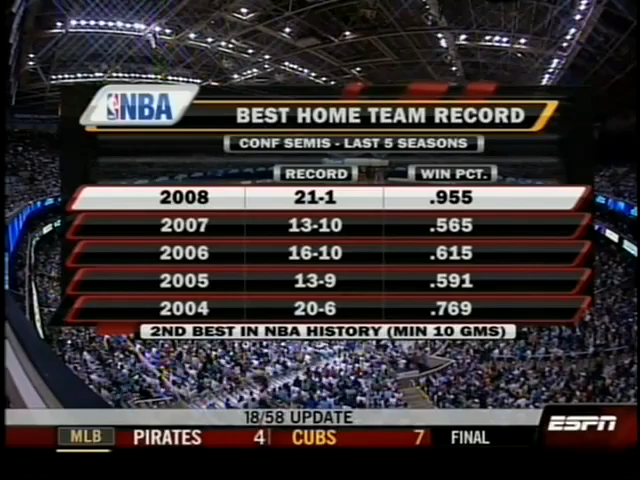 NBA
BEST HOME TEAM RECORD
CONF SEMIS - LAST 5 SEASONS
RECORD WIN PCT.
2008 21-1 .955
2007 13-10 .565
2006 16-10 .615
2005 13-9 .591
2004 20-6 .769
2ND BEST IN NBA HISTORY (MIN 10 GMS)
18/58 UPDATE
ESPN
MLB PIRATES 4 CUBS 7 FINAL